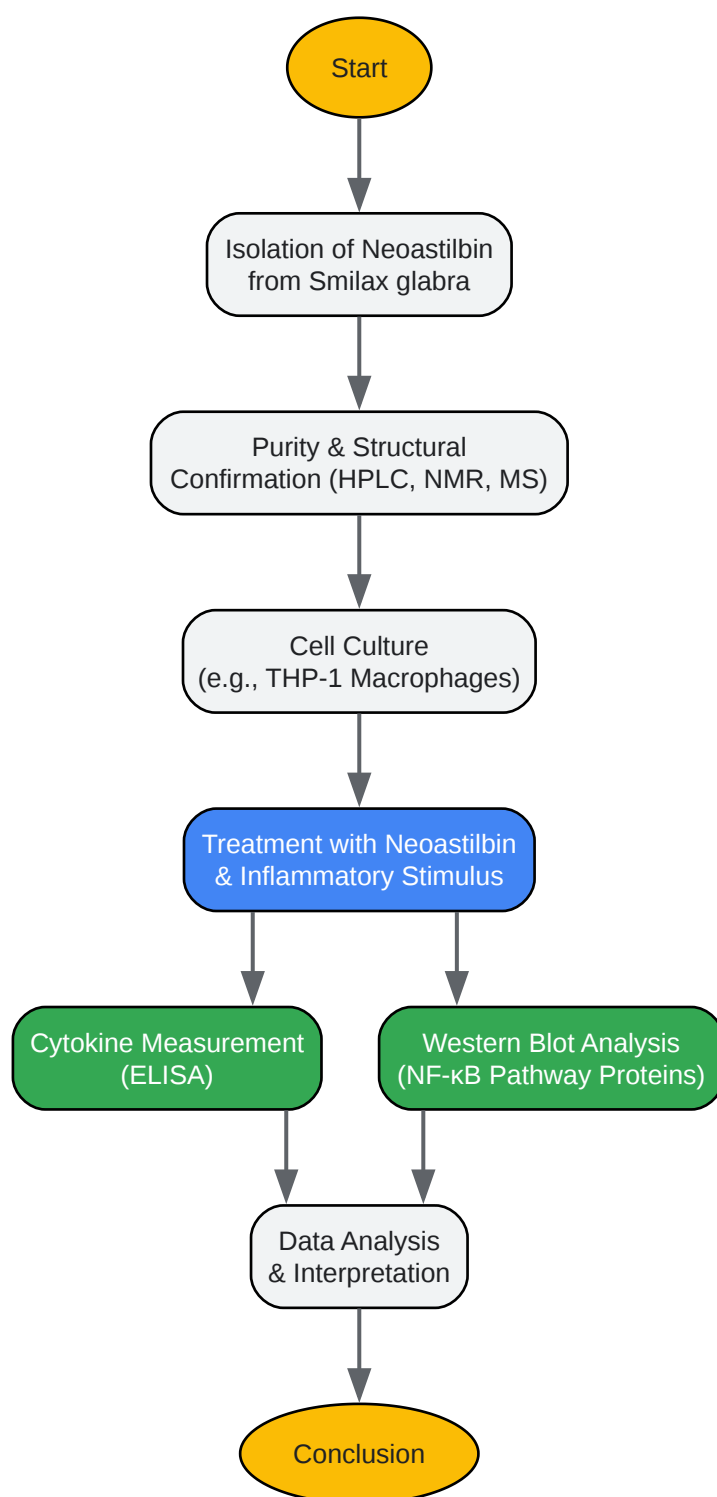 Start
Isolation of Neoastilbin
from Smilax glabra
Purity & Structural
Confirmation (HPLC, NMR, MS)
Cell Culture
(e.g., THP-1 Macrophages)
Treatment with Neoastilbin
& Inflammatory Stimulus
Cytokine Measurement
(ELISA)
Western Blot Analysis
(NF-κB Pathway Proteins)
Data Analysis
& Interpretation
Conclusion